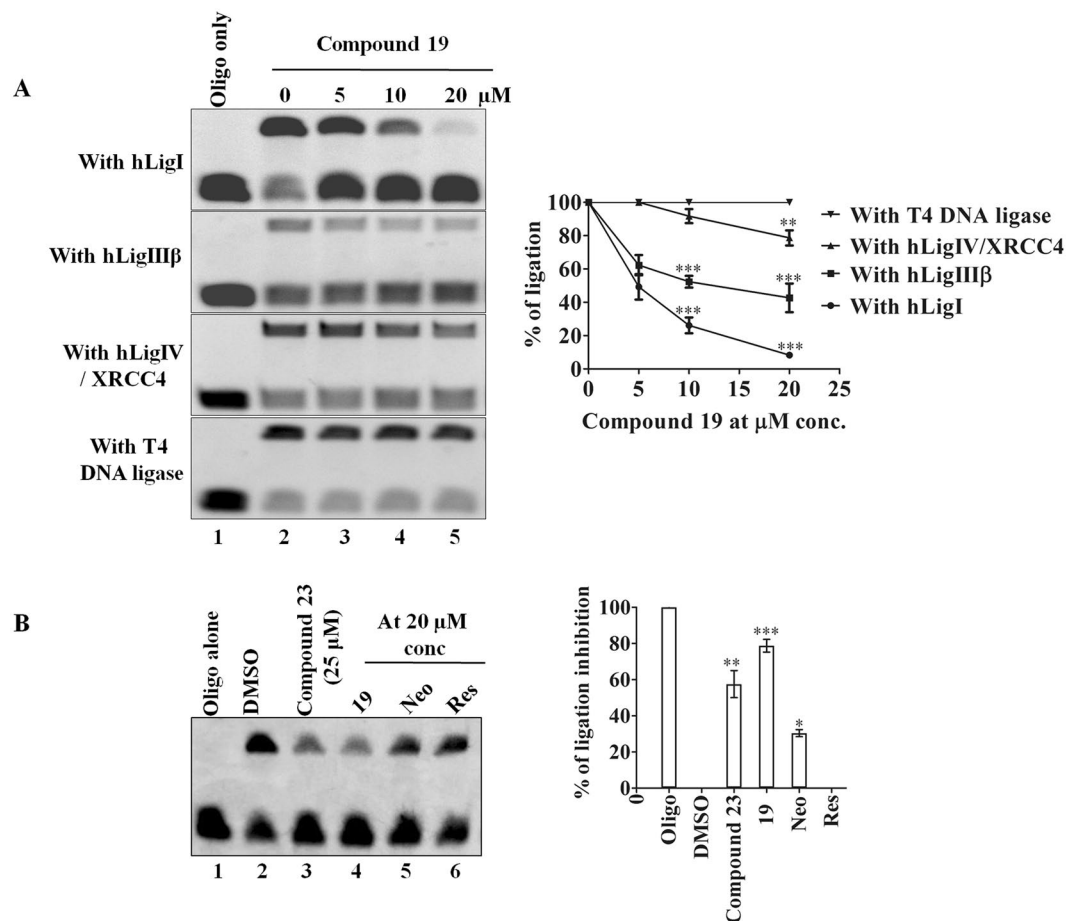 A
Oligo only
Compound 19
0 5 10 20 μM
With hLigI
With hLigIIIβ
With hLigIV
/ XRCC4
With T4
DNA ligase
1 2 3 4 5
% of ligation
100
80
60
40
20
0
** 
*** ***
*** ***
0 5 10 15 20 25
Compound 19 at μM conc.
With T4 DNA ligase
With hLigIV/XRCC4
With hLigIIIβ
With hLigI
B
Oligo alone
DMSO
Compound 23
(25 μM)
At 20 μM
conc
19
Neo
Res
1 2 3 4 5 6
% of ligation inhibition
100
80
60
40
20
0
**
***
*
0
Oligo
DMSO
Compound 23
19
Neo
Res